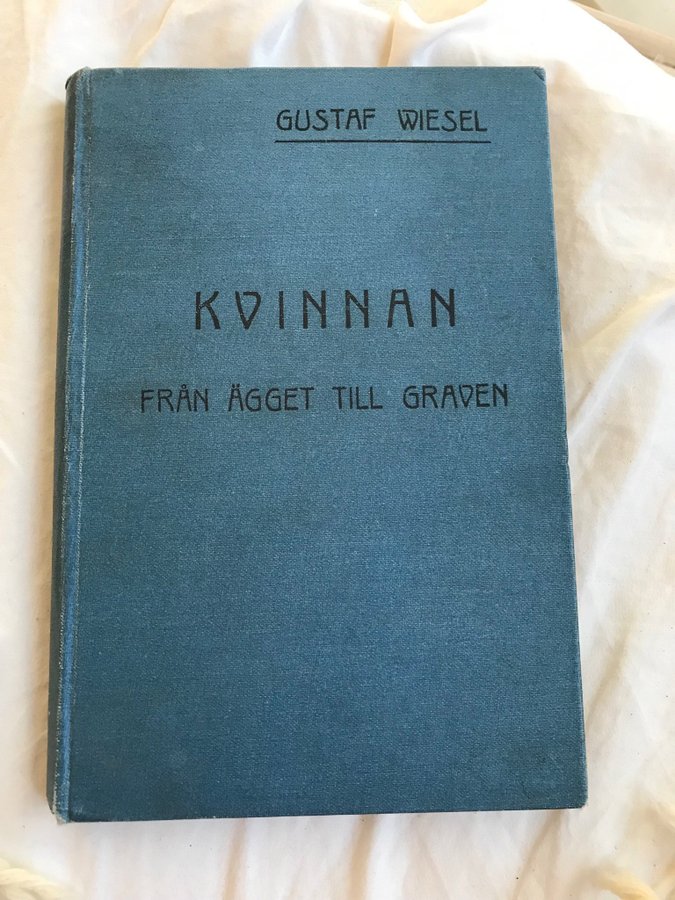 GUSTAF WIESEL
KVINNAN
FRÅN ÄGGET TILL GRAVEN